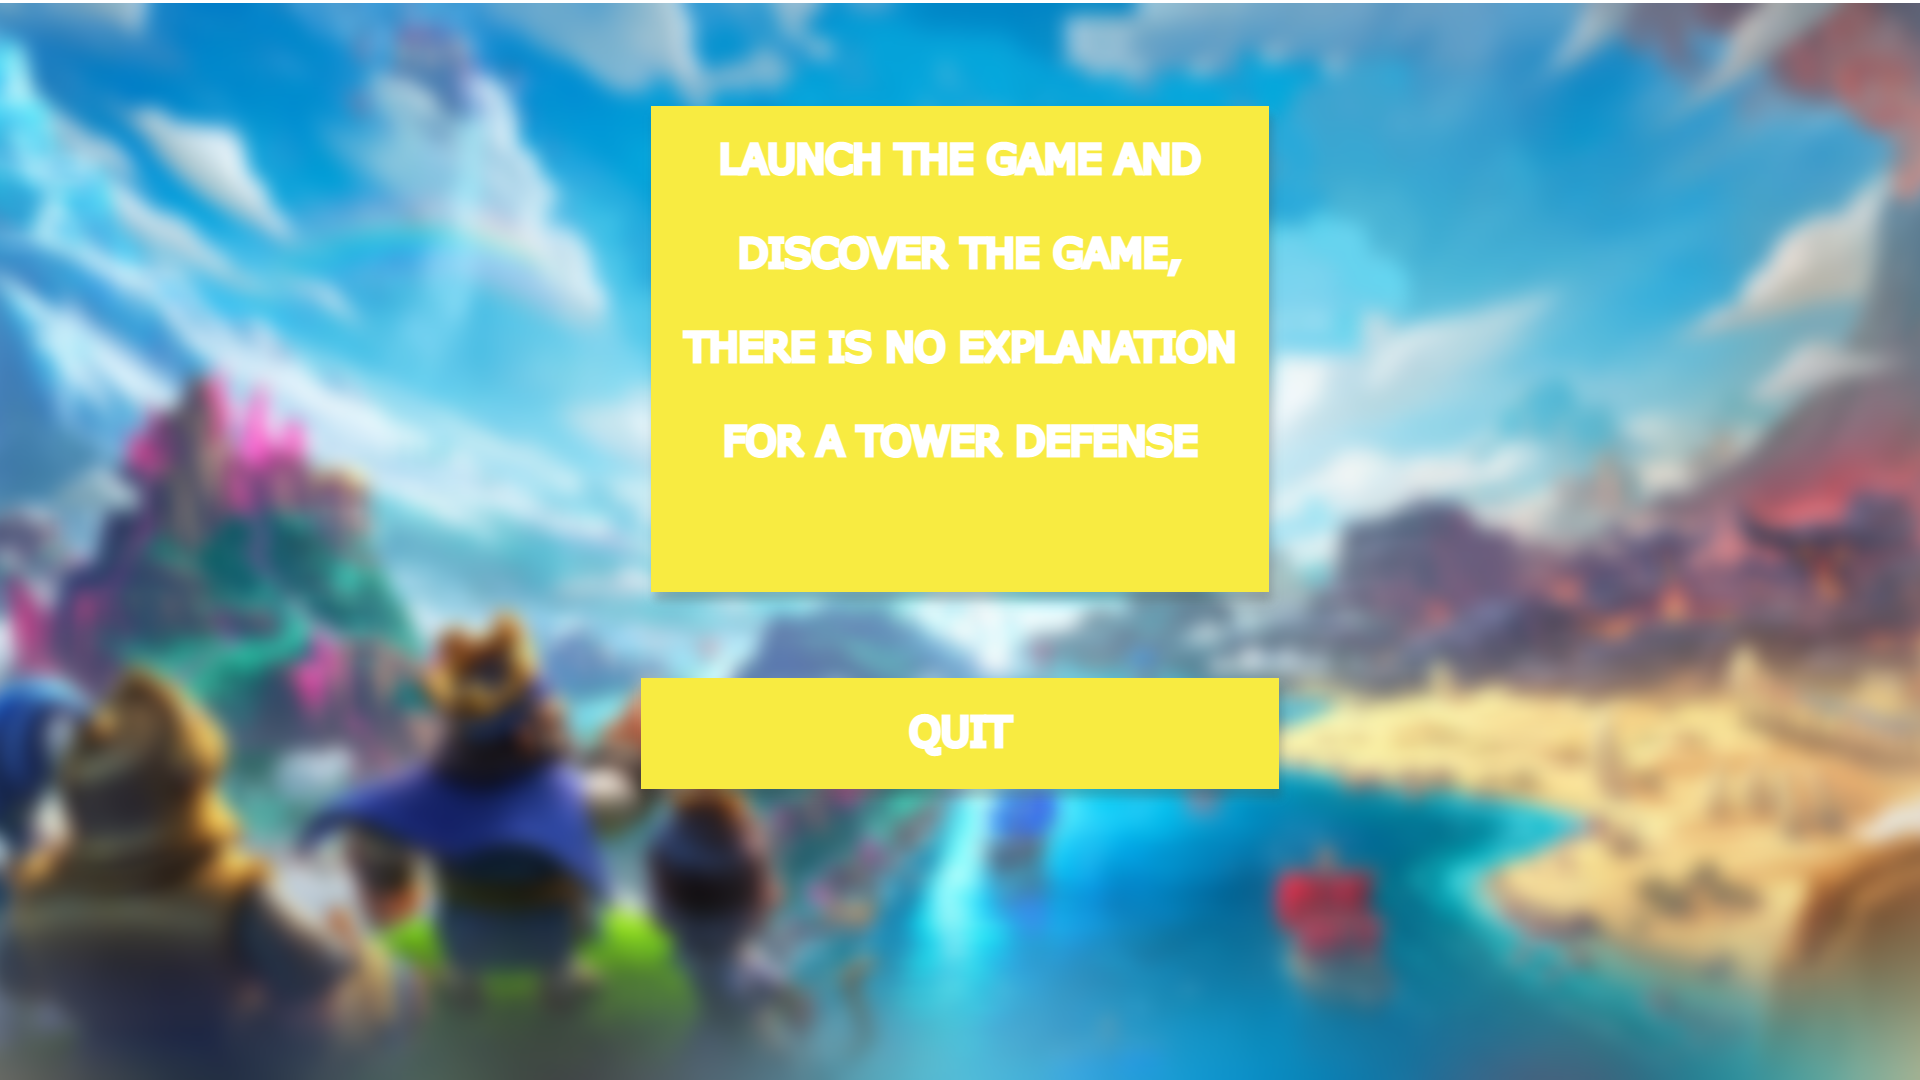 LAUNCH THE GAME AND
DISCOVER THE GAME,
THERE IS NO EXPLANATION
FOR A TOWER DEFENSE
QUIT